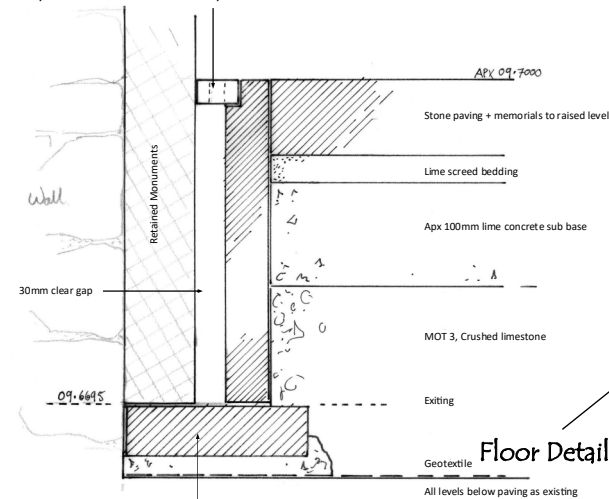 APX 09.7000
Stone paving + memorials to raised level
Lime screed bedding
Retained Monuments
Wall
Apx 100mm lime concrete sub base
30mm clear gap
MOT 3, Crushed limestone
09.6695
Exiting
Floor Detail
Geotextile
All levels below paving as existing